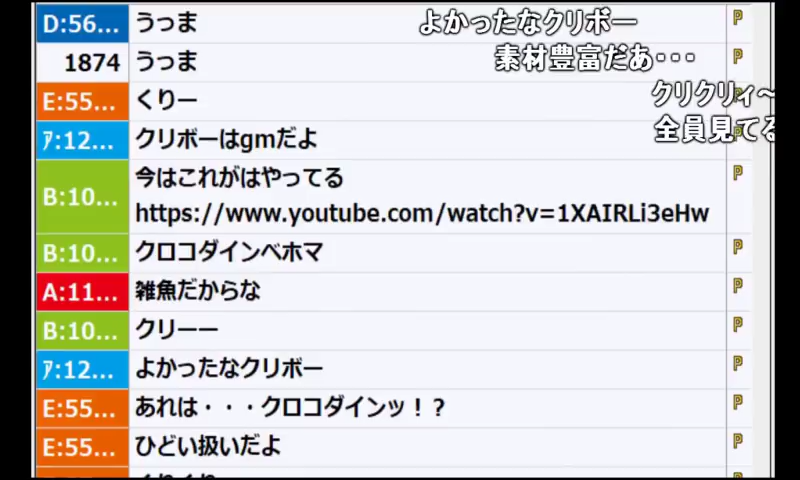 D:56... うっま
よかったなクリボー
1874 うっま
素材豊富だあ・・・
E:55... くりー
クリクリィ～
ｱ:12... クリボーはgmだよ
全員見てる
B:10... 今はこれがはやってる
https://www.youtube.com/watch?v=1XAIRLi3eHw
B:10... クロコダインベホマ
A:11... 雑魚だからな
B:10... クリーー
ｱ:12... よかったなクリボー
E:55... あれは・・・クロコダインッ！？
E:55... ひどい扱いだよ